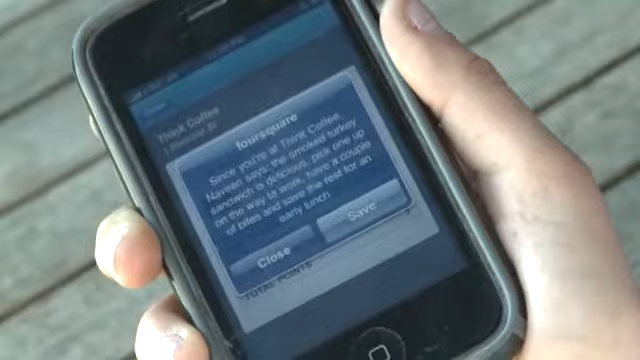 Think Coffee
foursquare
Since you're at Think Coffee,
Naveen says: the smoked turkey
sandwich is delicious, pick one up
on the way to work, have a couple
of bites and save the rest for an
early lunch
Close
Save
TOTAL POINTS